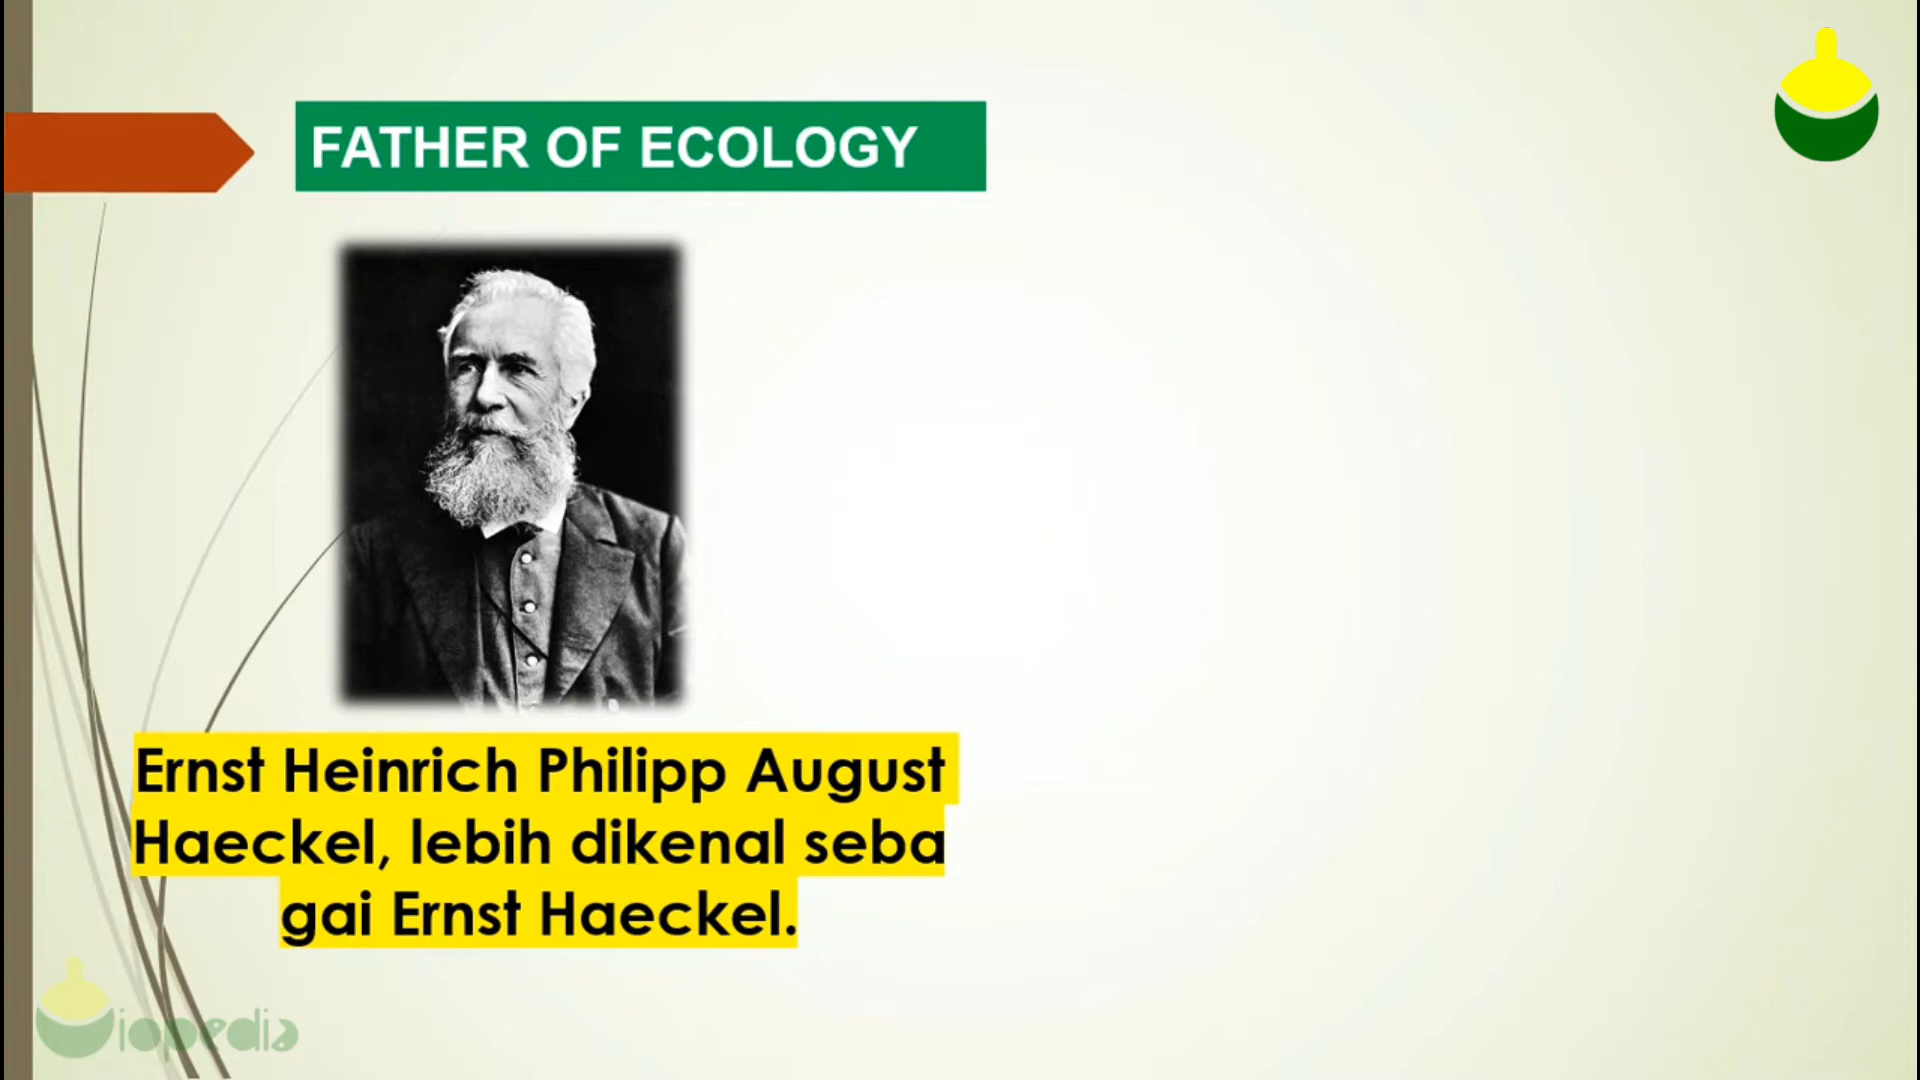 FATHER OF ECOLOGY
Ernst Heinrich Philipp August
Haeckel, lebih dikenal seba
gai Ernst Haeckel.
iopedia